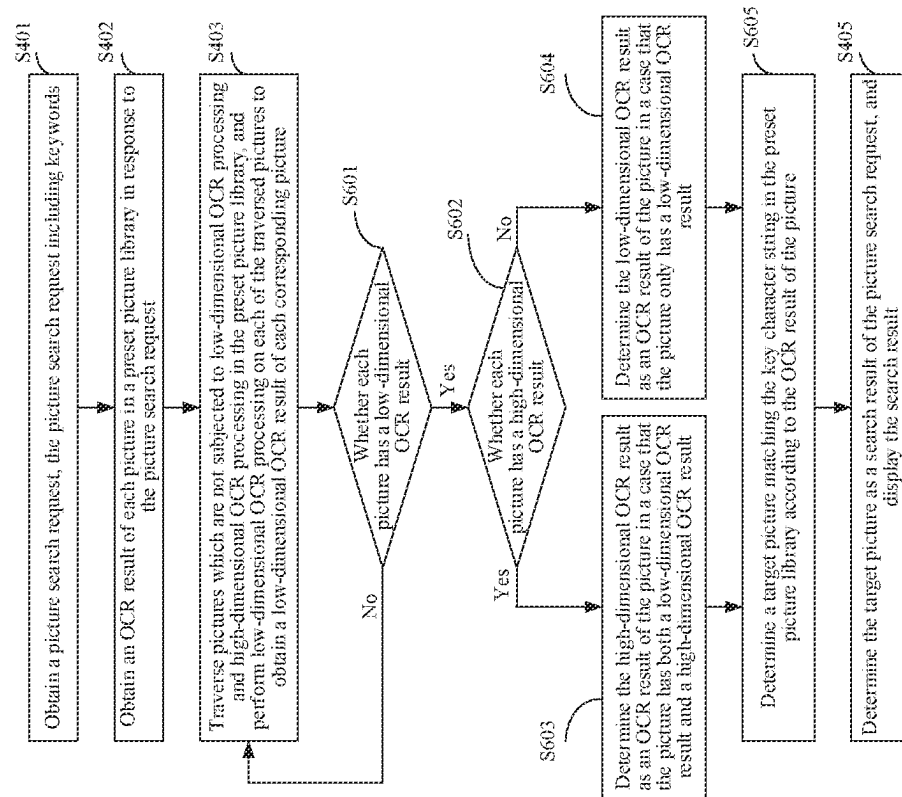 S401
Obtain a picture search request, the picture search request including keywords
S402
Obtain an OCR result of each picture in a preset picture library in response to
the picture search request
S403
Traverse pictures which are not subjected to low-dimensional OCR processing
and high-dimensional OCR processing in the preset picture library, and
perform low-dimensional OCR processing on each of the traversed pictures to
obtain a low-dimensional OCR result of each corresponding picture
S601
Whether each
picture has a low-dimensional
OCR result
No
Yes
S602
Whether each
picture has a high-dimensional
OCR result
Yes
No
S603
Determine the high-dimensional OCR result
as an OCR result of the picture in a case that
the picture has both a low-dimensional OCR
result and a high-dimensional OCR result
S604
Determine the low-dimensional OCR result
as an OCR result of the picture in a case that
the picture only has a low-dimensional OCR
result
S605
Determine a target picture matching the key character string in the preset
picture library according to the OCR result of the picture
S405
Determine the target picture as a search result of the picture search request, and
display the search result